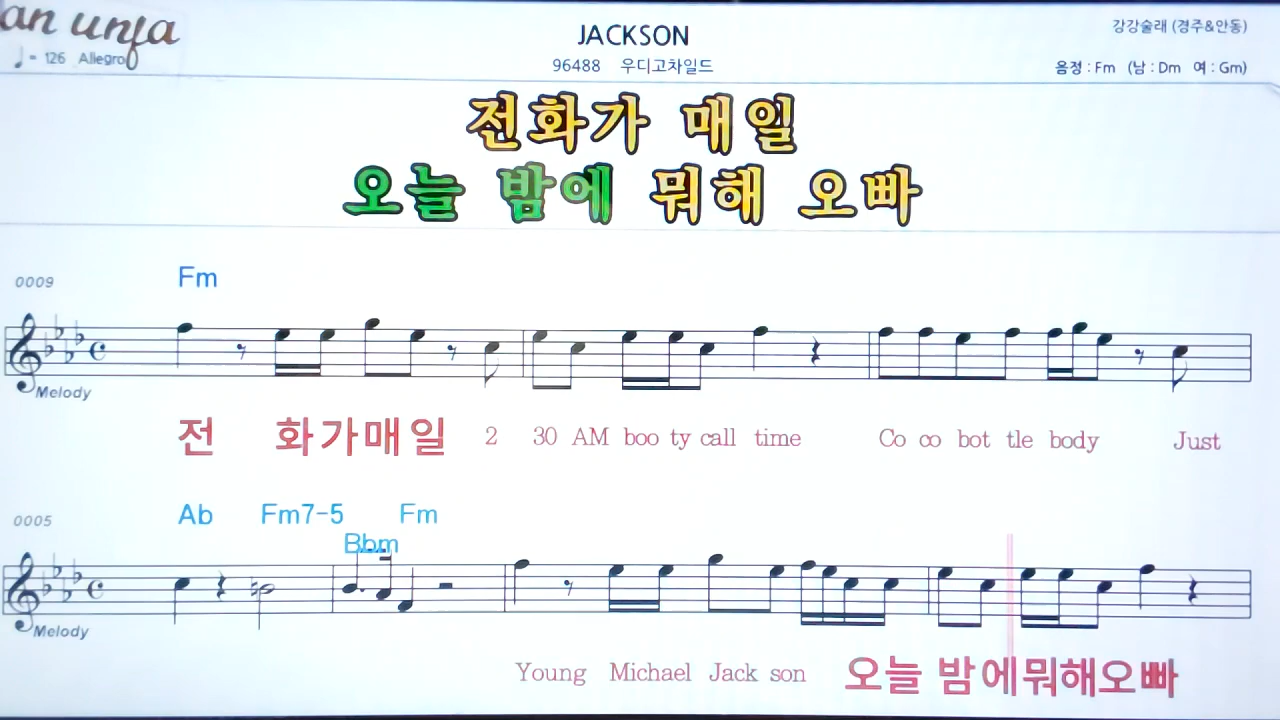 an unja
♩= 126 Allegro
JACKSON
96488 우디고차일드
강강술래 (경주&안동)
음정 : Fm (남 : Dm 여 : Gm)
전화가 매일
오늘 밤에 뭐해 오빠
0009
Fm
Melody
전 화가매일 2 30 AM boo ty call time Co co bot tle body Just
0005
Ab Fm7-5 Fm
Bbm
Melody
Young Michael Jack son 오늘 밤에뭐해오빠